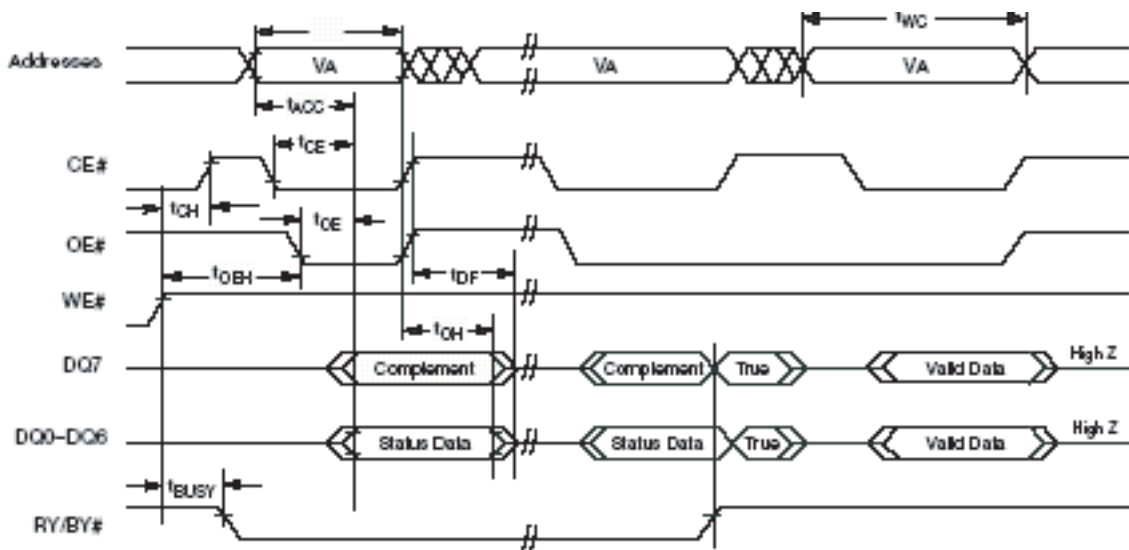 tWC
Addresses VA VA VA
tACC
CE# tCE
tCH
OE# tOE
tOEH tDF
WE#
tOH
DQ7 Complement Complement True Valid Data High Z
DQ0–DQ6 Status Data Status Data True Valid Data High Z
tBUSY
RY/BY#